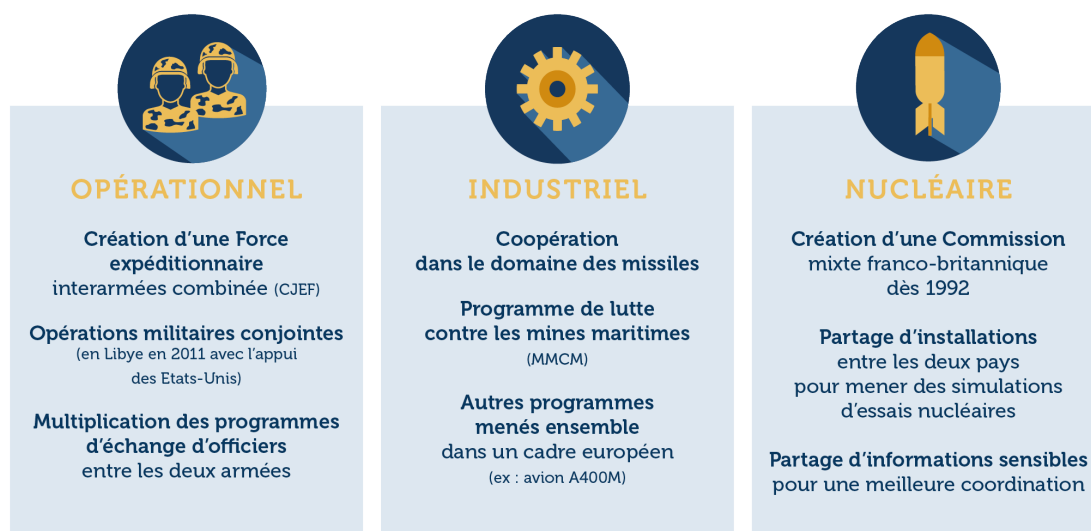 OPÉRATIONNEL
Création d’une Force
expéditionnaire
interarmées combinée (CJEF)
Opérations militaires conjointes
(en Libye en 2011 avec l’appui
des Etats-Unis)
Multiplication des programmes
d’échange d’officiers
entre les deux armées
INDUSTRIEL
Coopération
dans le domaine des missiles
Programme de lutte
contre les mines maritimes
(MMCM)
Autres programmes
menés ensemble
dans un cadre européen
(ex : avion A400M)
NUCLÉAIRE
Création d’une Commission
mixte franco-britannique
dès 1992
Partage d’installations
entre les deux pays
pour mener des simulations
d’essais nucléaires
Partage d’informations sensibles
pour une meilleure coordination